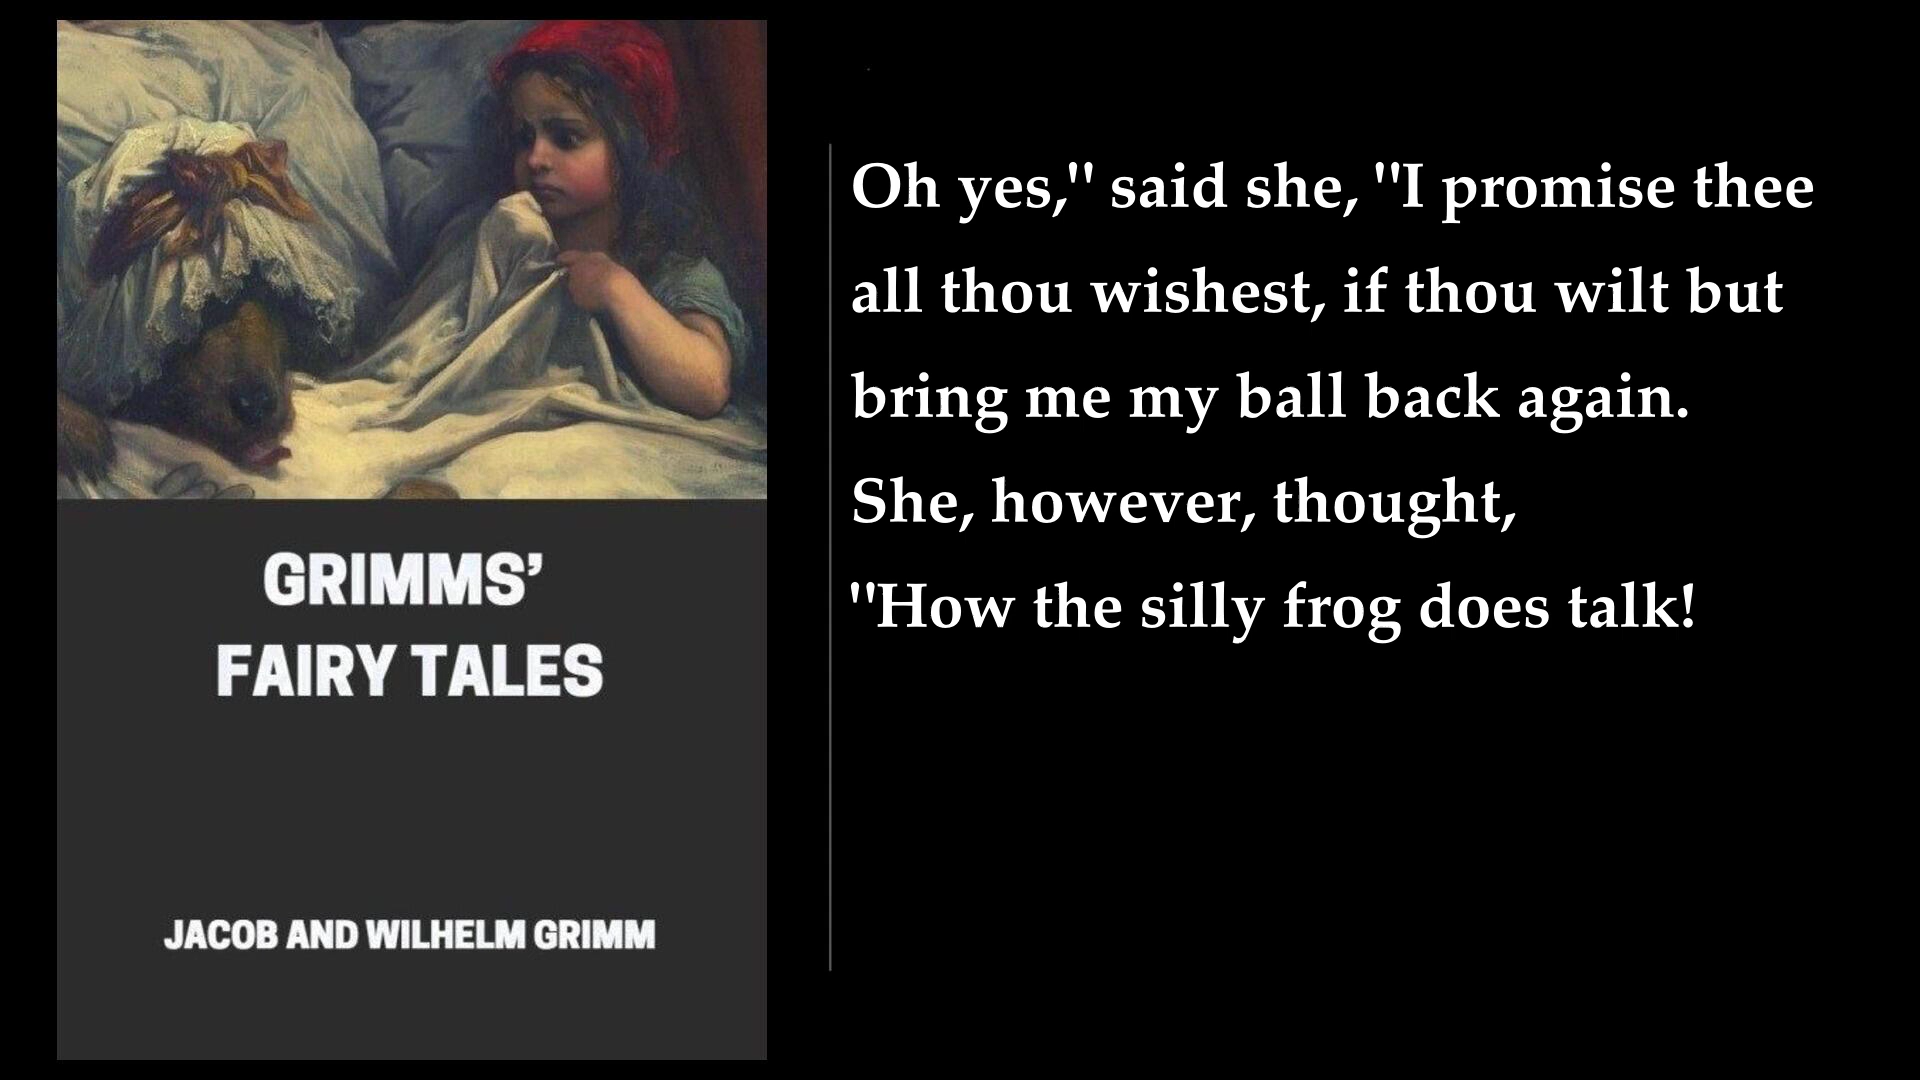 GRIMMS’
FAIRY TALES
JACOB AND WILHELM GRIMM
Oh yes," said she, "I promise thee
all thou wishest, if thou wilt but
bring me my ball back again.
She, however, thought,
"How the silly frog does talk!